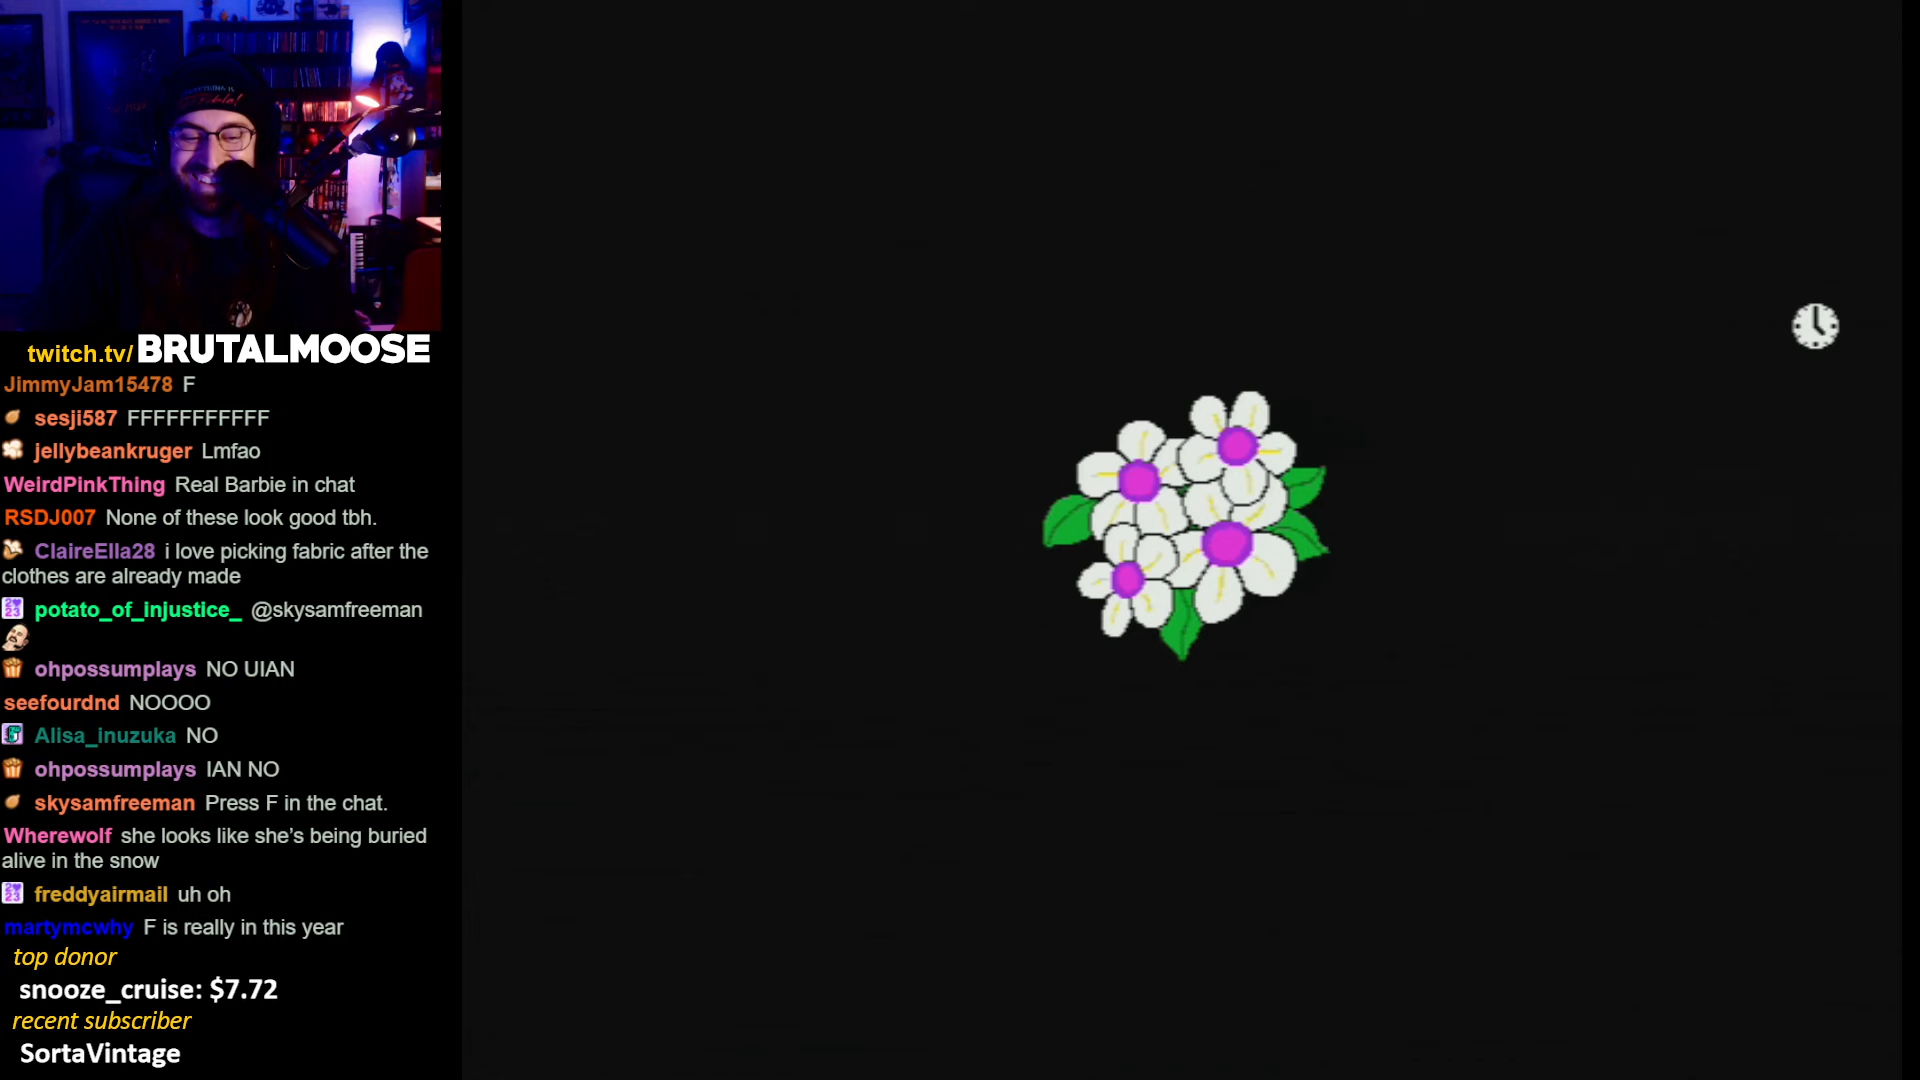 twitch.tv/BRUTALMOOSE
JimmyJam15478 F
sesji587 FFFFFFFFFFF
jellybeankruger Lmfao
WeirdPinkThing Real Barbie in chat
RSDJ007 None of these look good tbh.
ClaireElla28 i love picking fabric after the
clothes are already made
potato_of_injustice_ @skysamfreeman
ohpossumplays NO UIAN
seefourdnd NOOOO
Alisa_inuzuka NO
ohpossumplays IAN NO
skysamfreeman Press F in the chat.
Wherewolf she looks like she's being buried
alive in the snow
freddyairmail uh oh
martymcwhy F is really in this year
top donor
snooze_cruise: $7.72
recent subscriber
SortaVintage